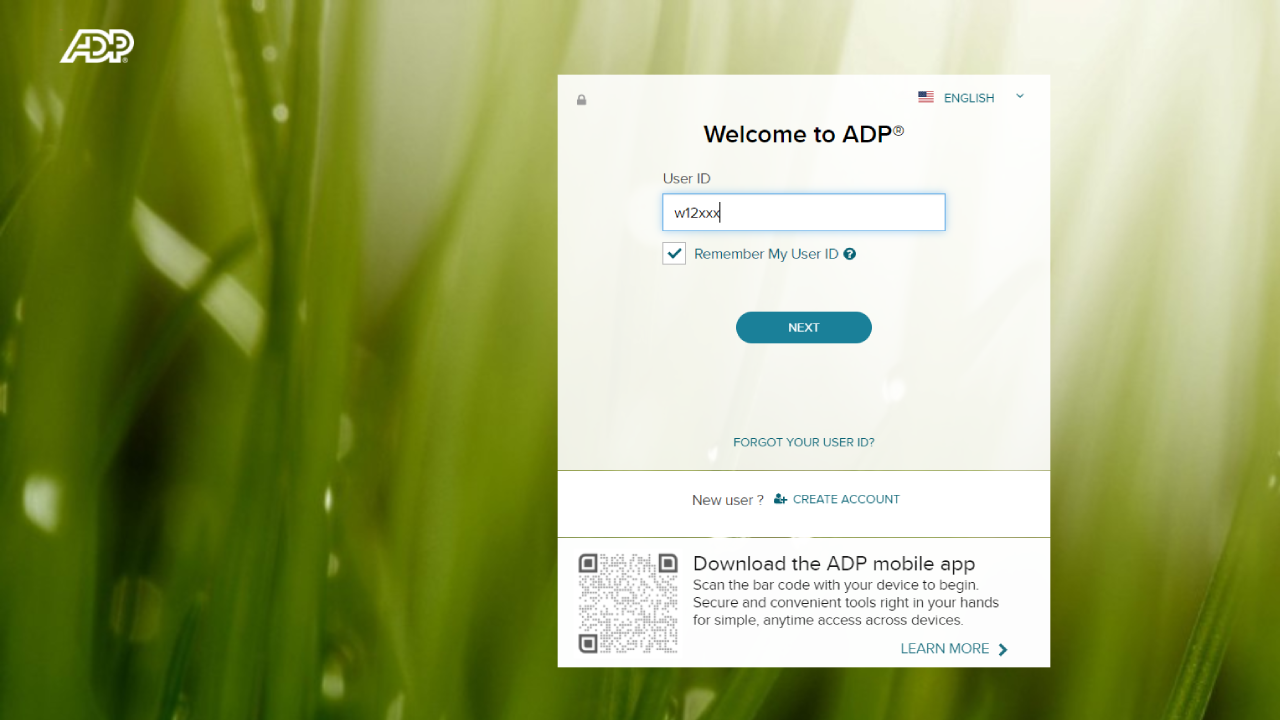 ADP®
ENGLISH
Welcome to ADP®
User ID
w12xxx
Remember My User ID ?
NEXT
FORGOT YOUR USER ID?
New user ? CREATE ACCOUNT
Download the ADP mobile app
Scan the bar code with your device to begin.
Secure and convenient tools right in your hands
for simple, anytime access across devices.
LEARN MORE